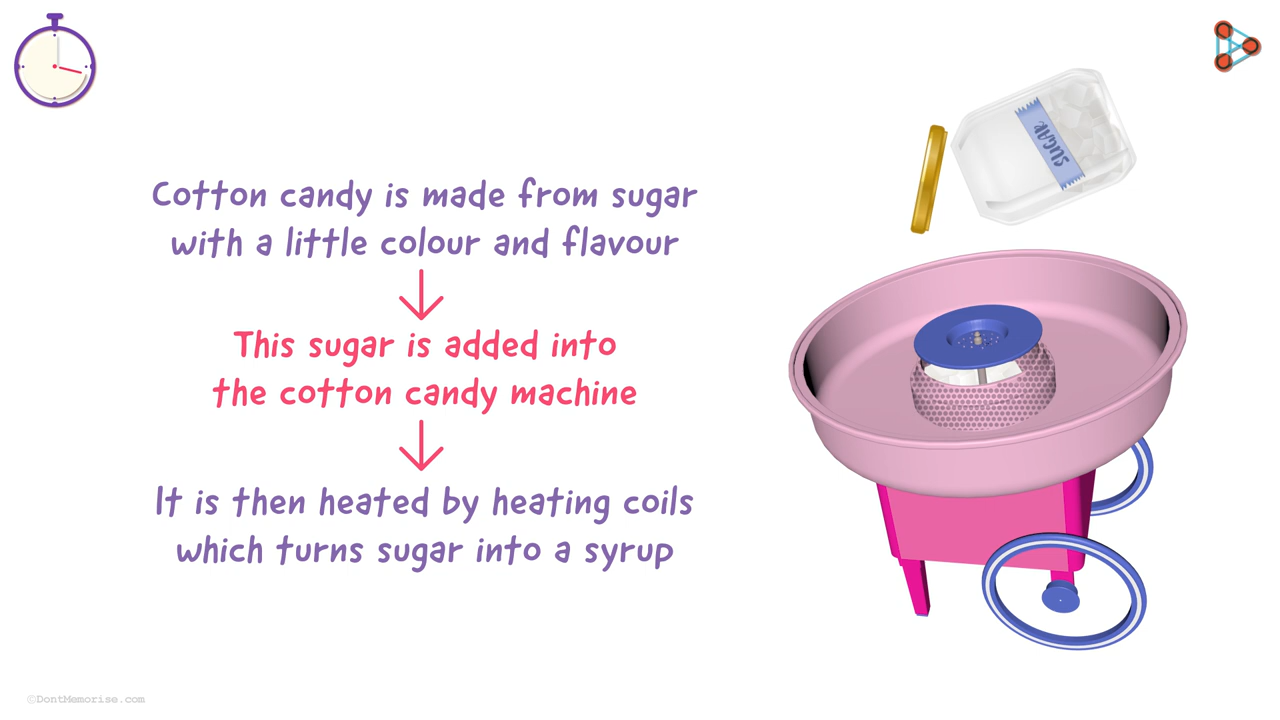 Cotton candy is made from sugar
with a little colour and flavour
This sugar is added into
the cotton candy machine
It is then heated by heating coils
which turns sugar into a syrup
SUGAR
©DontMemorise.com